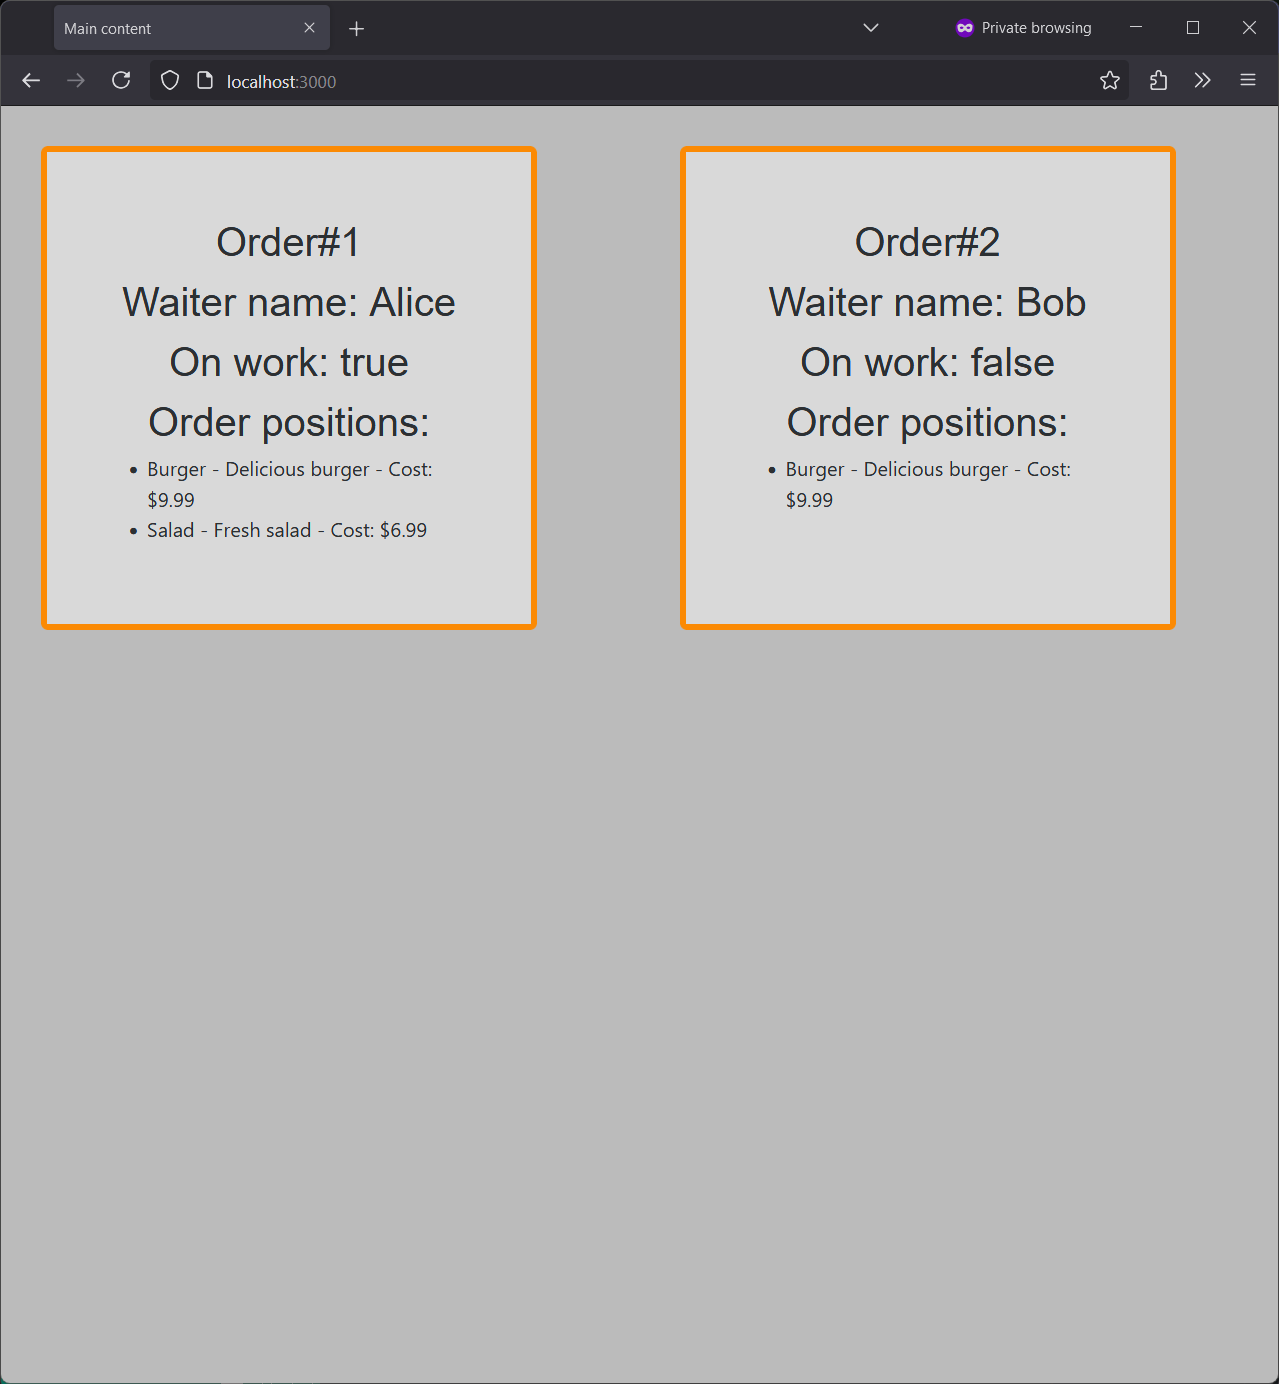 Main content
Private browsing
localhost:3000
Order#1
Waiter name: Alice
On work: true
Order positions:
• Burger - Delicious burger - Cost:
$9.99
• Salad - Fresh salad - Cost: $6.99
Order#2
Waiter name: Bob
On work: false
Order positions:
• Burger - Delicious burger - Cost:
$9.99